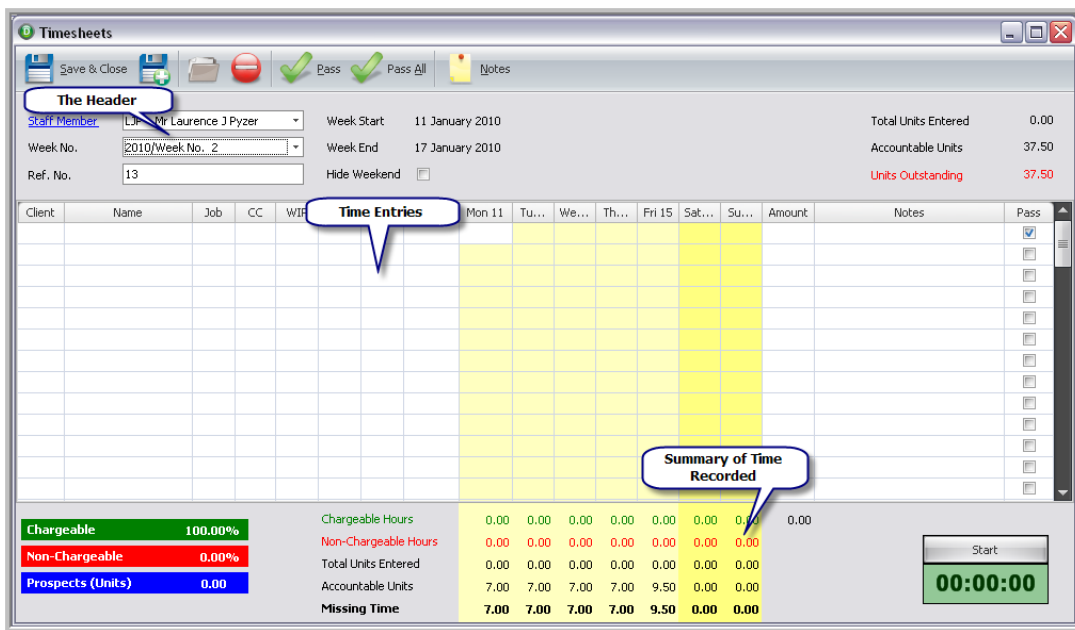 Timesheets
Save & Close Pass Pass All Notes
The Header
Staff Member Mr Laurence J Pyzer Week Start 11 January 2010 Total Units Entered 0.00
Week No. 2010/Week No. 2 Week End 17 January 2010 Accountable Units 37.50
Ref. No. 13 Hide Weekend Units Outstanding 37.50
Client Name Job CC WIP Time Entries Mon 11 Tu... We... Th... Fri 15 Sat... Su... Amount Notes Pass
Summary of Time
Recorded
Chargeable 100.00%
Non-Chargeable 0.00%
Prospects (Units) 0.00
Chargeable Hours 0.00 0.00 0.00 0.00 0.00 0.00 0.00 0.00
Non-Chargeable Hours 0.00 0.00 0.00 0.00 0.00 0.00 0.00
Total Units Entered 0.00 0.00 0.00 0.00 0.00 0.00 0.00
Accountable Units 7.00 7.00 7.00 7.00 9.50 0.00 0.00
Missing Time 7.00 7.00 7.00 7.00 9.50 0.00 0.00
Start
00:00:00